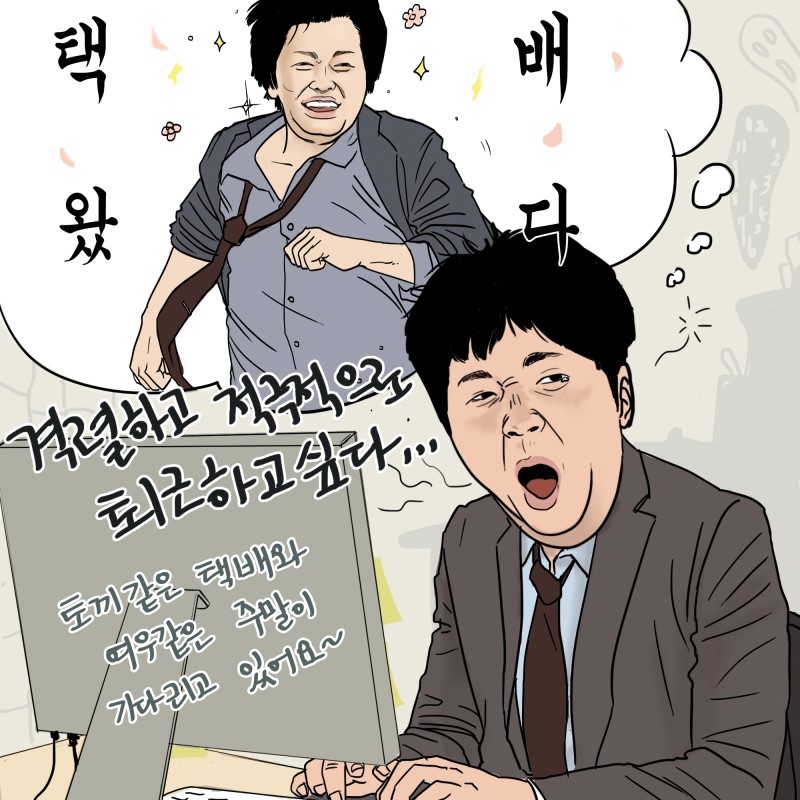 택 배
왔 다
격렬하고 적극적으로
퇴근하고싶다...
토끼같은 택배와
여우같은 주말이
기다리고 있어요~